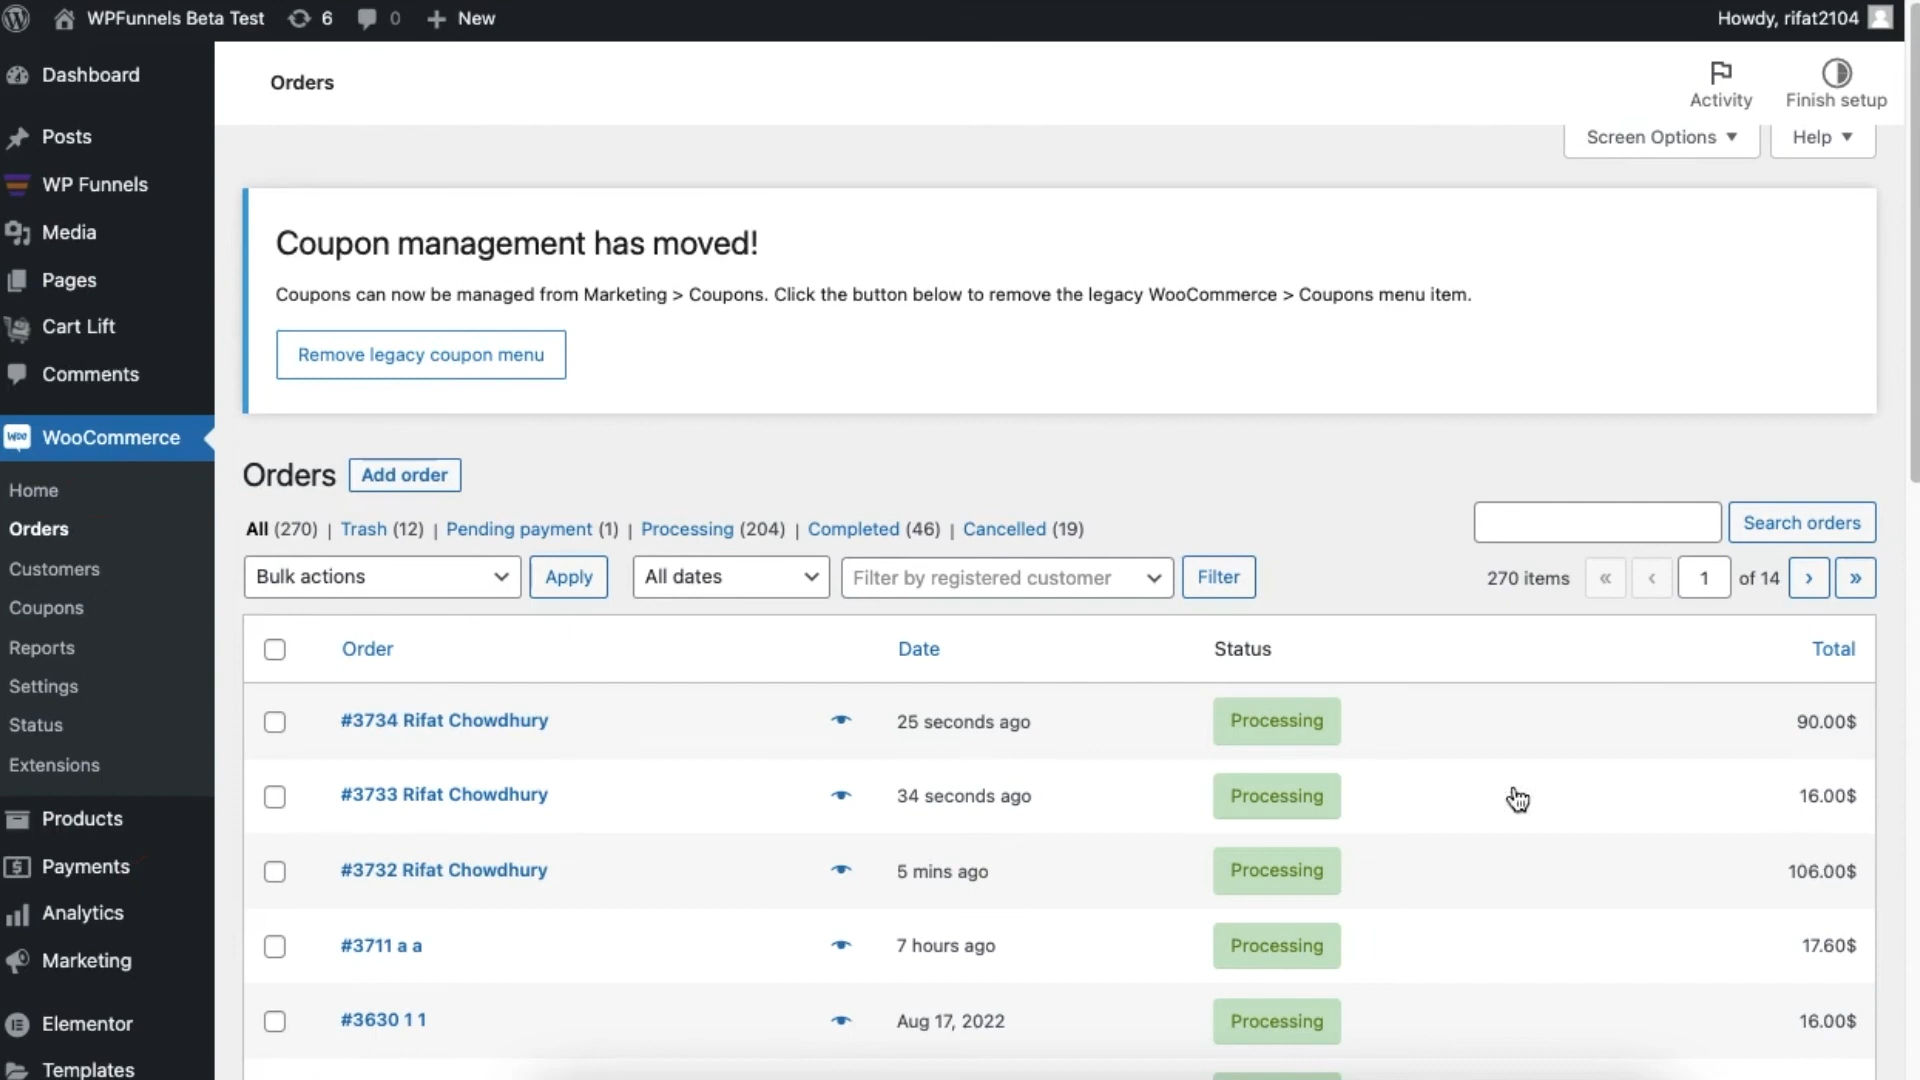 WPFunnels Beta Test 6 0 New Howdy, rifat2104
Dashboard
Posts
WP Funnels
Media
Pages
Cart Lift
Comments
Woo WooCommerce
Home
Orders
Customers
Coupons
Reports
Settings
Status
Extensions
Products
Payments
Analytics
Marketing
Elementor
Templates
Orders
Activity
Finish setup
Screen Options
Help
Coupon management has moved!
Coupons can now be managed from Marketing > Coupons. Click the button below to remove the legacy WooCommerce > Coupons menu item.
Remove legacy coupon menu
Orders Add order
All (270) | Trash (12) | Pending payment (1) | Processing (204) | Completed (46) | Cancelled (19)
Search orders
Bulk actions Apply All dates Filter by registered customer Filter 270 items « ‹ 1 of 14 › »
Order Date Status Total
#3734 Rifat Chowdhury 25 seconds ago Processing 90.00$
#3733 Rifat Chowdhury 34 seconds ago Processing 16.00$
#3732 Rifat Chowdhury 5 mins ago Processing 106.00$
#3711 a a 7 hours ago Processing 17.60$
#3630 1 1 Aug 17, 2022 Processing 16.00$